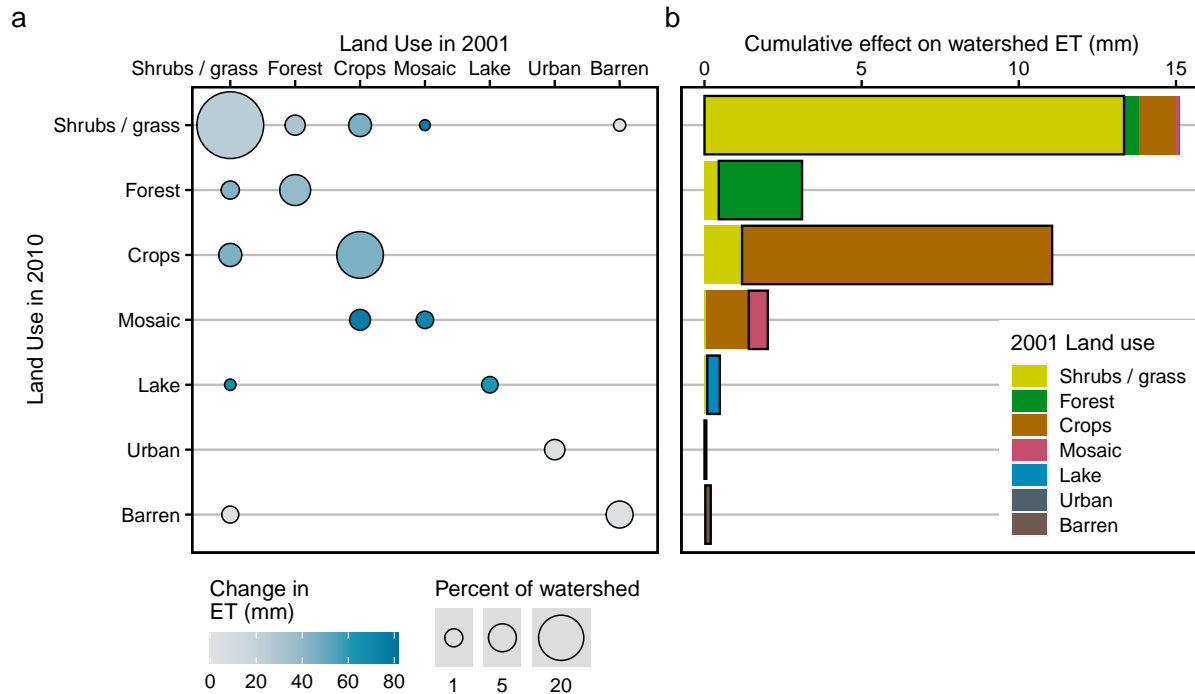 a
b
Land Use in 2001
Cumulative effect on watershed ET (mm)
Shrubs / grass Forest Crops Mosaic Lake Urban Barren
0 5 10 15
Land Use in 2010
Shrubs / grass
Forest
Crops
Mosaic
Lake
Urban
Barren
2001 Land use
Shrubs / grass
Forest
Crops
Mosaic
Lake
Urban
Barren
Change in
ET (mm)
0 20 40 60 80
Percent of watershed
1 5 20